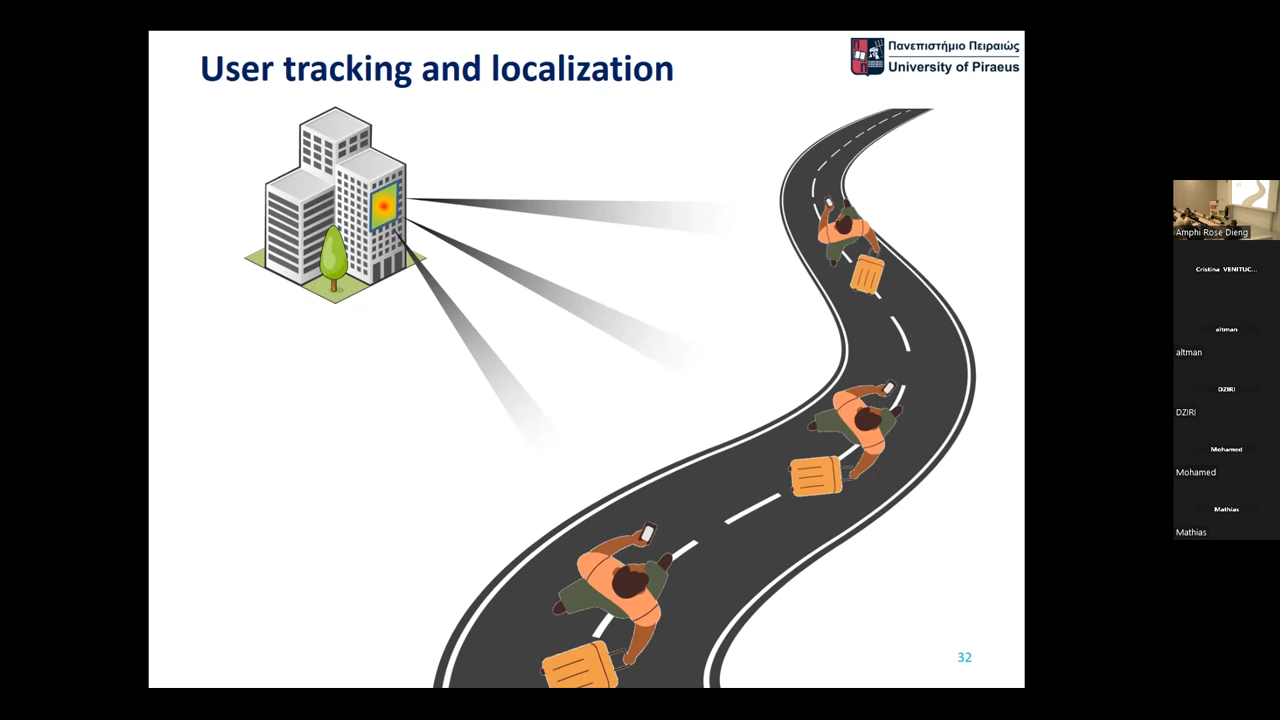 User tracking and localization
Πανεπιστήμιο Πειραιώς
University of Piraeus
32
Amphi Rose Dieng
Cristina VENITUC...
altman
altman
DZIRI
DZIRI
Mohamed
Mohamed
Mathias
Mathias